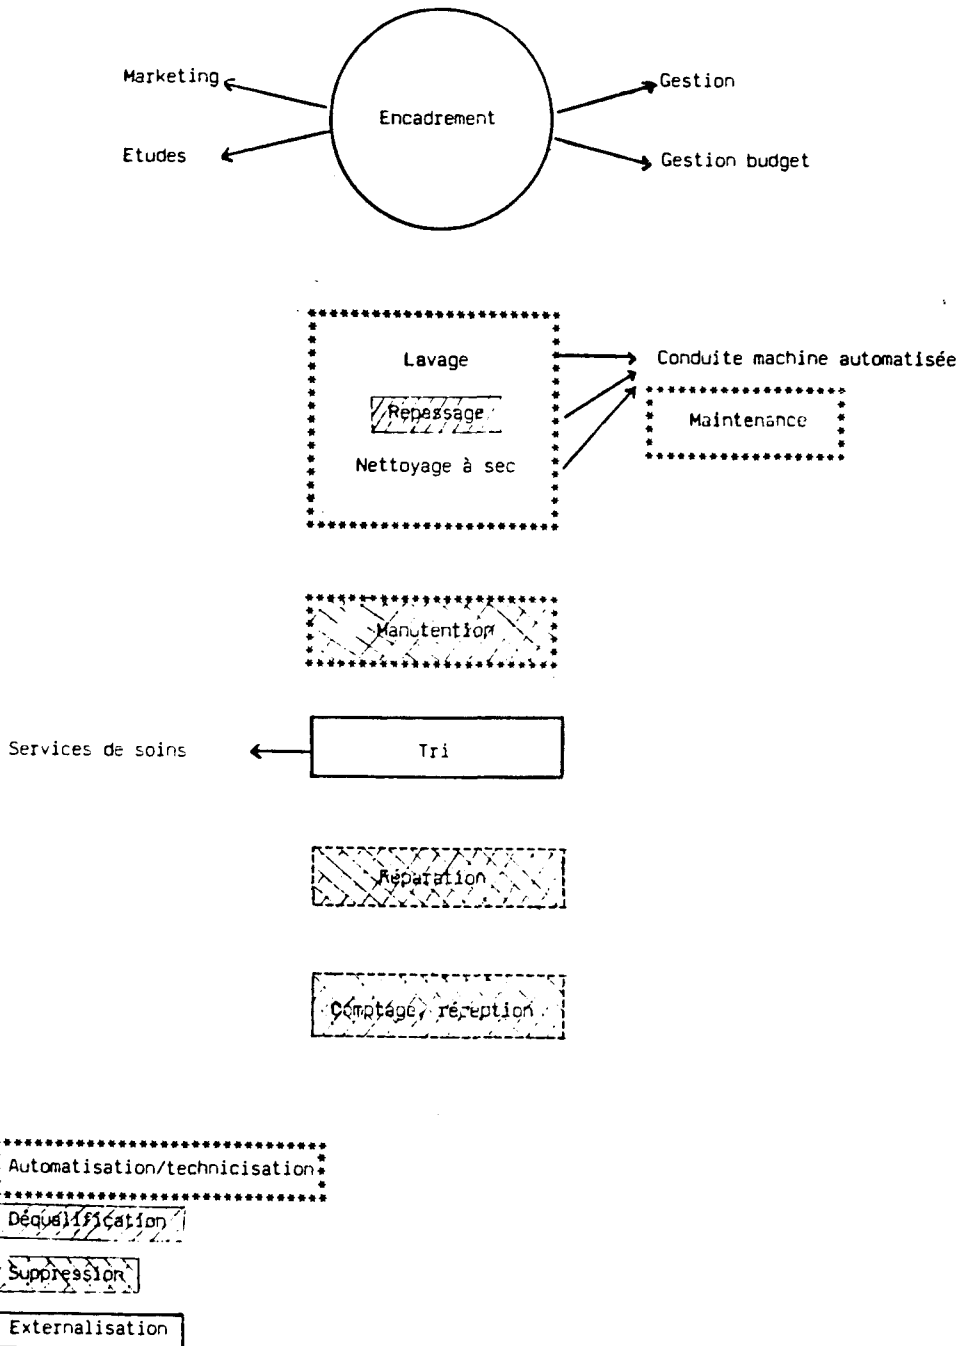 Marketing
Gestion
Encadrement
Etudes
Gestion budget
Lavage
Conduite machine automatisée
Repassage
Maintenance
Nettoyage à sec
Manutention
Services de soins
Tri
Réparation
Comptage, réception
Automatisation/technicisation
Déqualification
Suppression
Externalisation